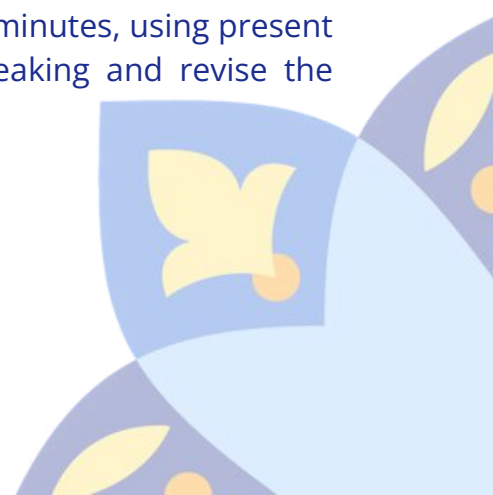 minutes, using present
eaking and revise the